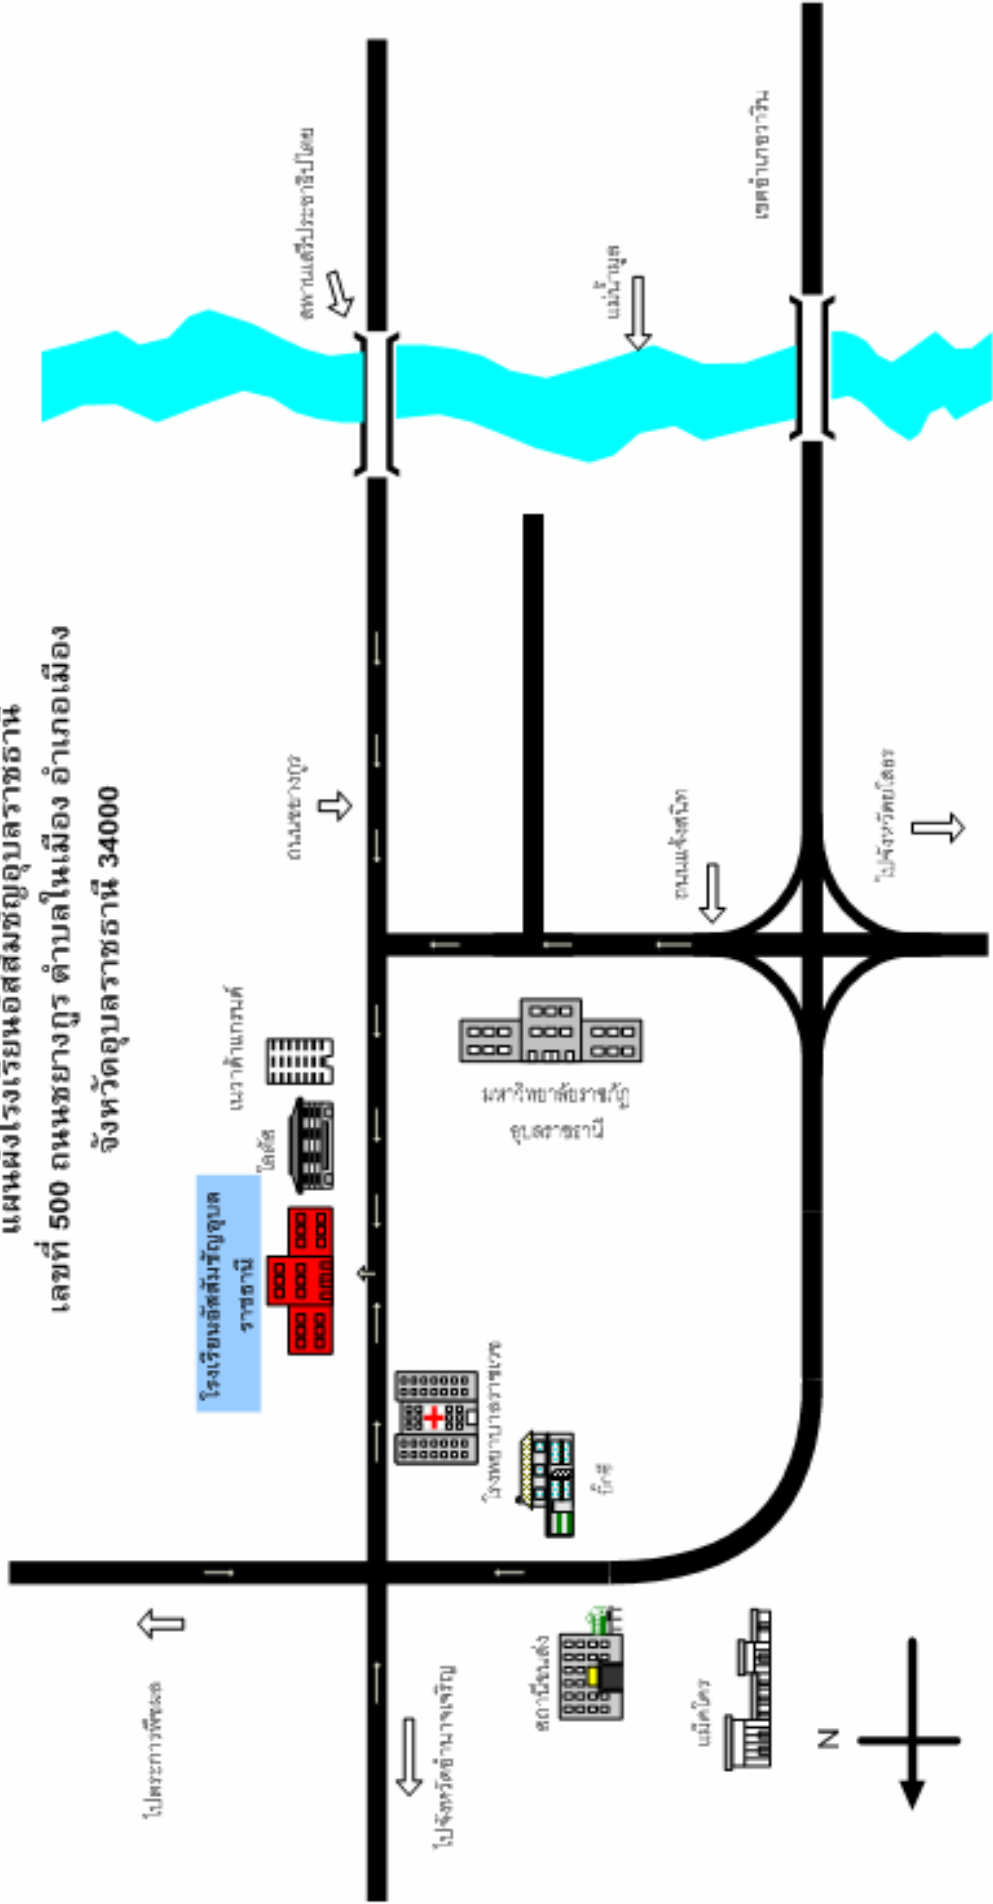 แผนผังโรงเรียนอัสสัมชัญอุบลราชธานี
เลขที่ 500 ถนนชยางกูร ตำบลในเมือง อำเภอเมือง
จังหวัดอุบลราชธานี 34000
สะพานเสรีประชาธิปไตย
แม่น้ำมูล
เขตอำเภอวาริน
ถนนชยางกูร
ถนนแจ้งสนิท
ไปจังหวัดยโสธร
เนวาด้าแกรนด์
โลตัส
มหาวิทยาลัยราชภัฏ
อุบลราชธานี
โรงเรียนอัสสัมชัญอุบล
ราชธานี
โรงพยาบาลราชเวช
บิ๊กซี
สถานีขนส่ง
แม็คโคร
ไปตระการพืชผล
ไปจังหวัดอำนาจเจริญ
N